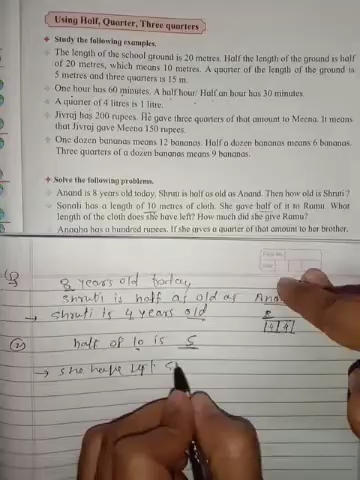 Using Half, Quarter, Three quarters
Study the following examples.
The length of the school ground is 20 metres. Half the length of the ground is half
of 20 metres, which means 10 metres. A quarter of the length of the ground is
5 metres and three quarters is 15 m.
One hour has 60 minutes. A half hour/ Half an hour has 30 minutes.
A quarter of 4 litres is 1 litre.
Jivraj has 200 rupees. He gave three quarters of that amount to Meena. It means
that Jivraj gave Meena 150 rupees.
One dozen bananas means 12 bananas. Half a dozen bananas means 6 bananas.
Three quarters of a dozen bananas means 9 bananas.
Solve the following problems.
Anand is 8 years old today. Shruti is half as old as Anand. Then how old is Shruti ?
Sonali has a length of 10 metres of cloth. She gave half of it to Ramu. What
length of the cloth does she have left? How much did she give Ramu?
Anagha has a hundred rupees. If she gives a quarter of that amount to her brother,
8 years old today
Shruti is half as old as Ana
→ Shruti is 4 years old
8
4 4
(2) half of 10 is 5
→ she have left 5